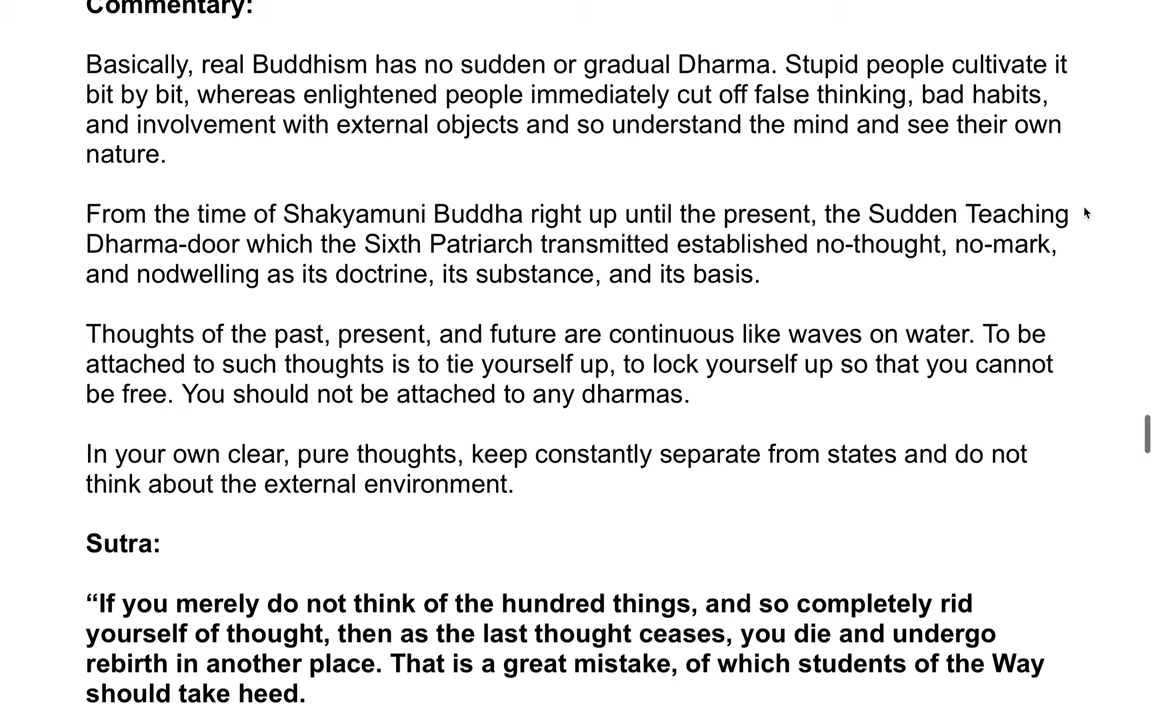 Commentary:
Basically, real Buddhism has no sudden or gradual Dharma. Stupid people cultivate it
bit by bit, whereas enlightened people immediately cut off false thinking, bad habits,
and involvement with external objects and so understand the mind and see their own
nature.
From the time of Shakyamuni Buddha right up until the present, the Sudden Teaching
Dharma-door which the Sixth Patriarch transmitted established no-thought, no-mark,
and nodwelling as its doctrine, its substance, and its basis.
Thoughts of the past, present, and future are continuous like waves on water. To be
attached to such thoughts is to tie yourself up, to lock yourself up so that you cannot
be free. You should not be attached to any dharmas.
In your own clear, pure thoughts, keep constantly separate from states and do not
think about the external environment.
Sutra:
“If you merely do not think of the hundred things, and so completely rid
yourself of thought, then as the last thought ceases, you die and undergo
rebirth in another place. That is a great mistake, of which students of the Way
should take heed.